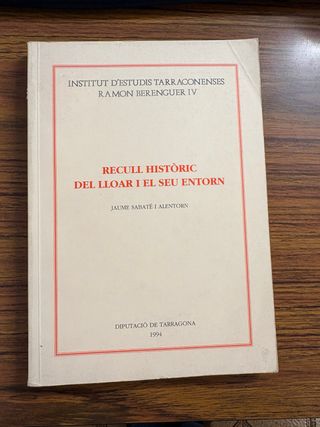 INSTITUT D'ESTUDIS TARRACONENSES
RAMON BERENGUER IV
RECULL HISTÒRIC
DEL LLOAR I EL SEU ENTORN
JAUME SABATÉ I ALENTORN
DIPUTACIÓ DE TARRAGONA
1994